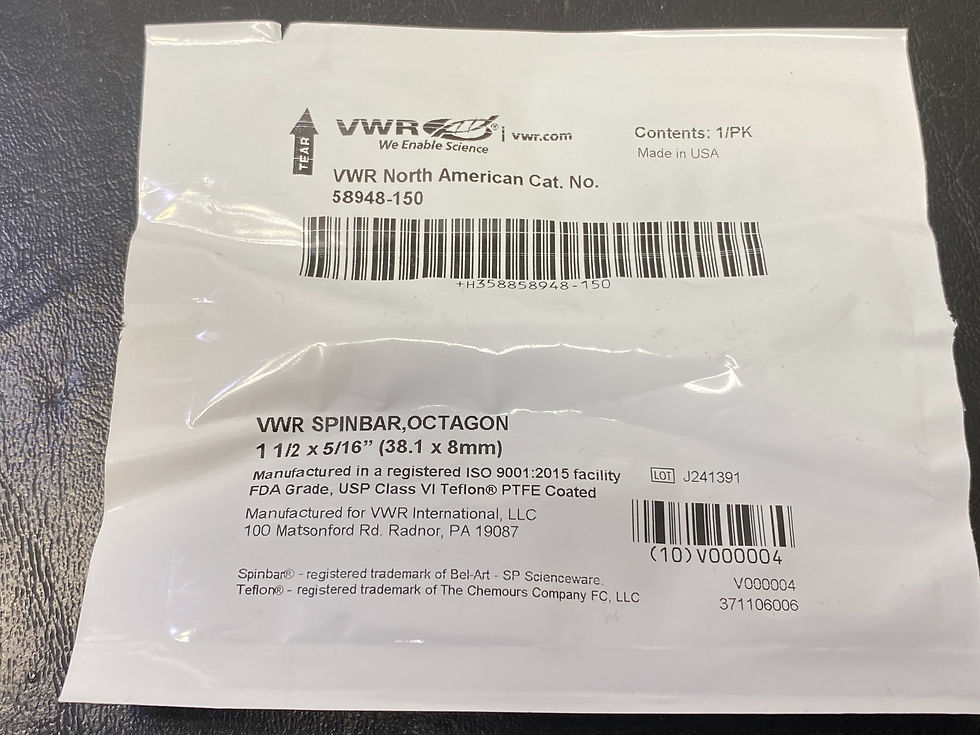 TEAR
VWR® | vwr.com
We Enable Science
Contents: 1/PK
Made in USA
VWR North American Cat. No.
58948-150
+H358858948-150
VWR SPINBAR,OCTAGON
1 1/2 x 5/16” (38.1 x 8mm)
Manufactured in a registered ISO 9001:2015 facility
FDA Grade, USP Class VI Teflon® PTFE Coated
LOT J241391
Manufactured for VWR International, LLC
100 Matsonford Rd. Radnor, PA 19087
(10)V000004
Spinbar® - registered trademark of Bel-Art - SP Scienceware.
Teflon® - registered trademark of The Chemours Company FC, LLC
V000004
371106006